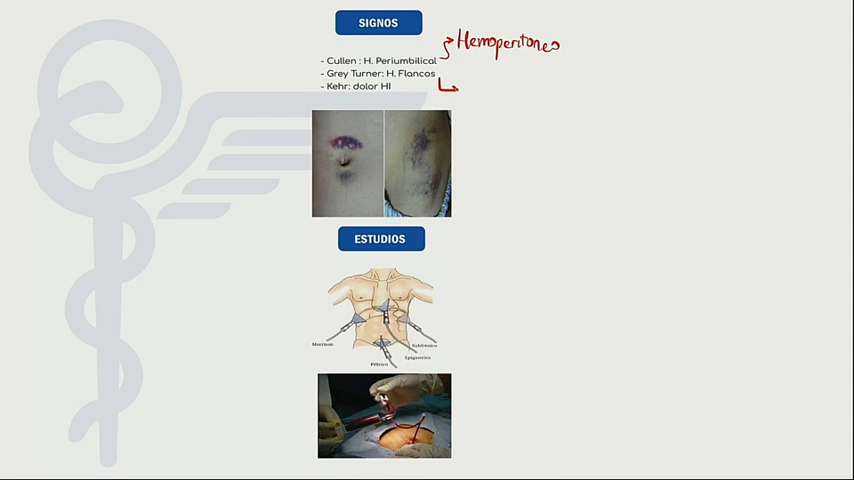 SIGNOS
Hemoperitoneo
- Cullen : H. Periumbilical
- Grey Turner: H. Flancos
- Kehr: dolor HI
ESTUDIOS
Morrison
Subfrénico
Epigastrico
Pélvico